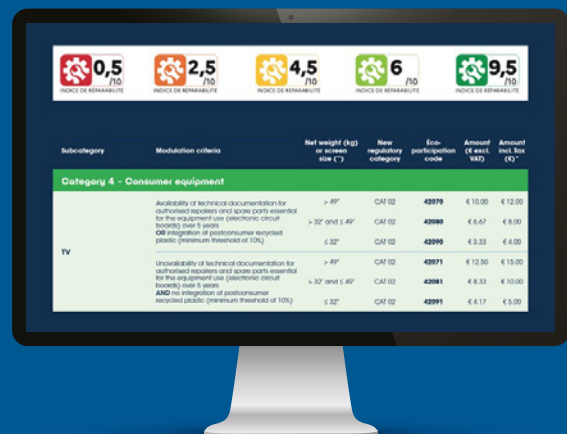 0,5 /10 INDICE DE RÉPARABILITÉ
2,5 /10 INDICE DE RÉPARABILITÉ
4,5 /10 INDICE DE RÉPARABILITÉ
6 /10 INDICE DE RÉPARABILITÉ
9,5 /10 INDICE DE RÉPARABILITÉ
Subcategory
Modulation criteria
Net weight (kg)
or screen
size (")
New
regulatory
category
Eco-
participation
code
Amount
(€ excl.
VAT)
Amount
incl. Tax
(€)*
Category 4 – Consumer equipment
TV
Availability of technical documentation for
authorised repairers and spare parts essential
for the equipment use (electronic circuit
boards) over 5 years
OR integration of postconsumer recycled
plastic (minimum threshold of 10%)
> 49" CAT 02 42070 € 10.00 € 12.00
> 32" and ≤ 49" CAT 02 42080 € 6.67 € 8.00
≤ 32" CAT 02 42090 € 3.33 € 4.00
Unavailability of technical documentation for
authorised repairers and spare parts essential
for the equipment use (electronic circuit
boards) over 5 years
AND no integration of postconsumer
recycled plastic (minimum threshold of 10%)
> 49" CAT 02 42071 € 12.50 € 15.00
> 32" and ≤ 49" CAT 02 42081 € 8.33 € 10.00
≤ 32" CAT 02 42091 € 4.17 € 5.00